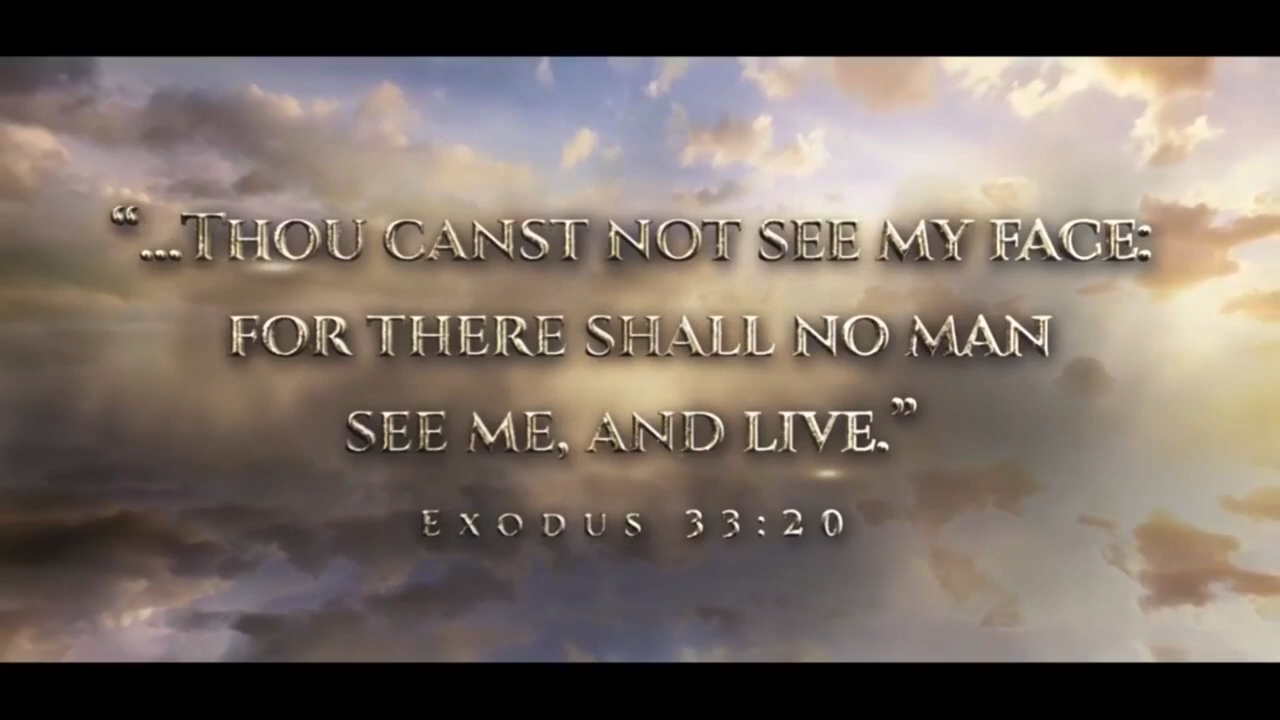 “...Thou canst not see my face:
for there shall no man
see me, and live.”
Exodus 33:20